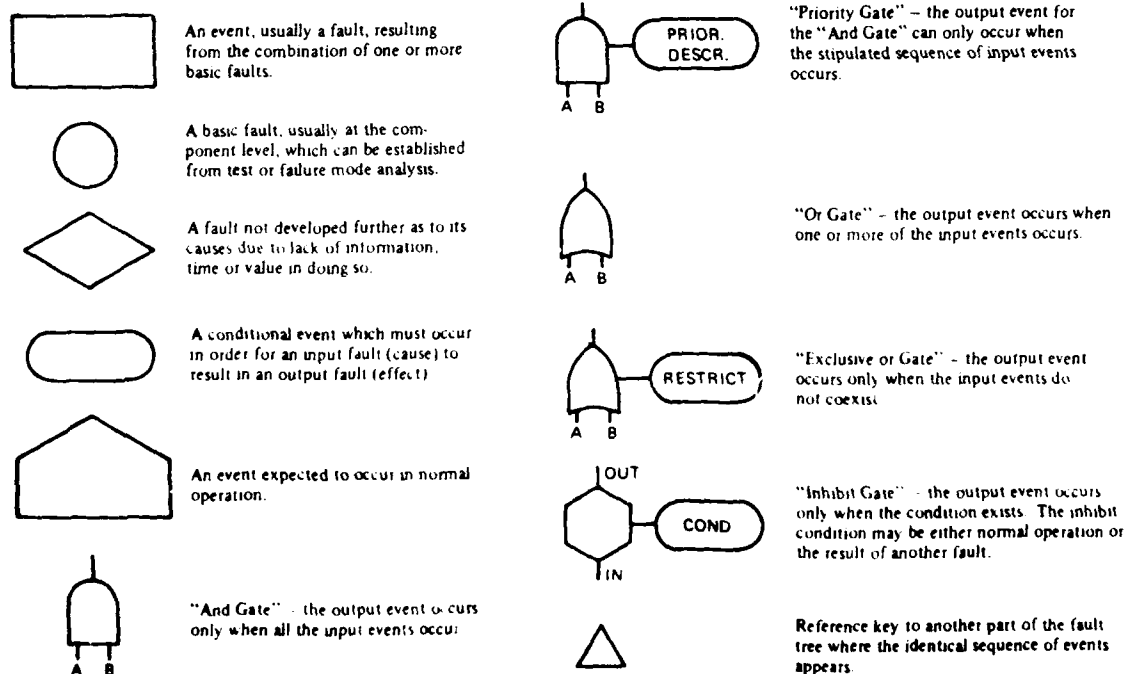 An event, usually a fault, resulting
from the combination of one or more
basic faults.
A basic fault, usually at the com-
ponent level, which can be established
from test or failure mode analysis.
A fault not developed further as to its
causes due to lack of information,
time or value in doing so.
A conditional event which must occur
in order for an input fault (cause) to
result in an output fault (effect)
An event expected to occur in normal
operation.
A B
"And Gate" - the output event occurs
only when all the input events occur
PRIOR.
DESCR.
A B
"Priority Gate" – the output event for
the "And Gate" can only occur when
the stipulated sequence of input events
occurs.
A B
"Or Gate" – the output event occurs when
one or more of the input events occurs.
RESTRICT
A B
"Exclusive or Gate" - the output event
occurs only when the input events do
not coexist
OUT
COND
IN
"Inhibit Gate" - the output event occurs
only when the condition exists. The inhibit
condition may be either normal operation or
the result of another fault.
Reference key to another part of the fault
tree where the identical sequence of events
appears.